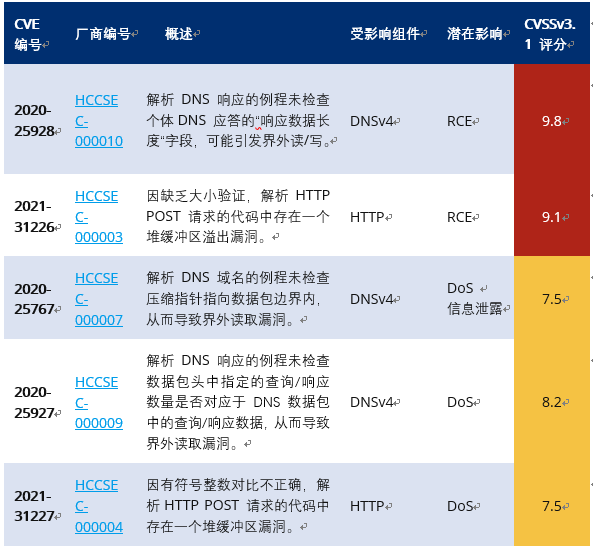 CVE
编号
厂商编号
概述
受影响组件
潜在影响
CVSSv3.
1 评分
2020-
25928
HCCSE
C-
000010
解析 DNS 响应的例程未检查
个体 DNS 应答的“响应数据长
度“字段，可能引发界外读/写。
DNSv4
RCE
9.8
2021-
31226
HCCSE
C-
000003
因缺乏大小验证，解析 HTTP
POST 请求的代码中存在一个
堆缓冲区溢出漏洞。
HTTP
RCE
9.1
2020-
25767
HCCSE
C-
000007
解析 DNS 域名的例程未检查
压缩指针指向数据包边界内，
从而导致界外读取漏洞。
DNSv4
DoS
信息泄露
7.5
2020-
25927
HCCSE
C-
000009
解析 DNS 响应的例程未检查
数据包头中指定的查询/响应
数量是否对应于 DNS 数据包
中的查询/响应数据，从而导致
界外读取漏洞。
DNSv4
DoS
8.2
2021-
31227
HCCSE
C-
000004
因有符号整数对比不正确，解
析 HTTP POST 请求的代码中
存在一个堆缓冲区漏洞。
HTTP
DoS
7.5